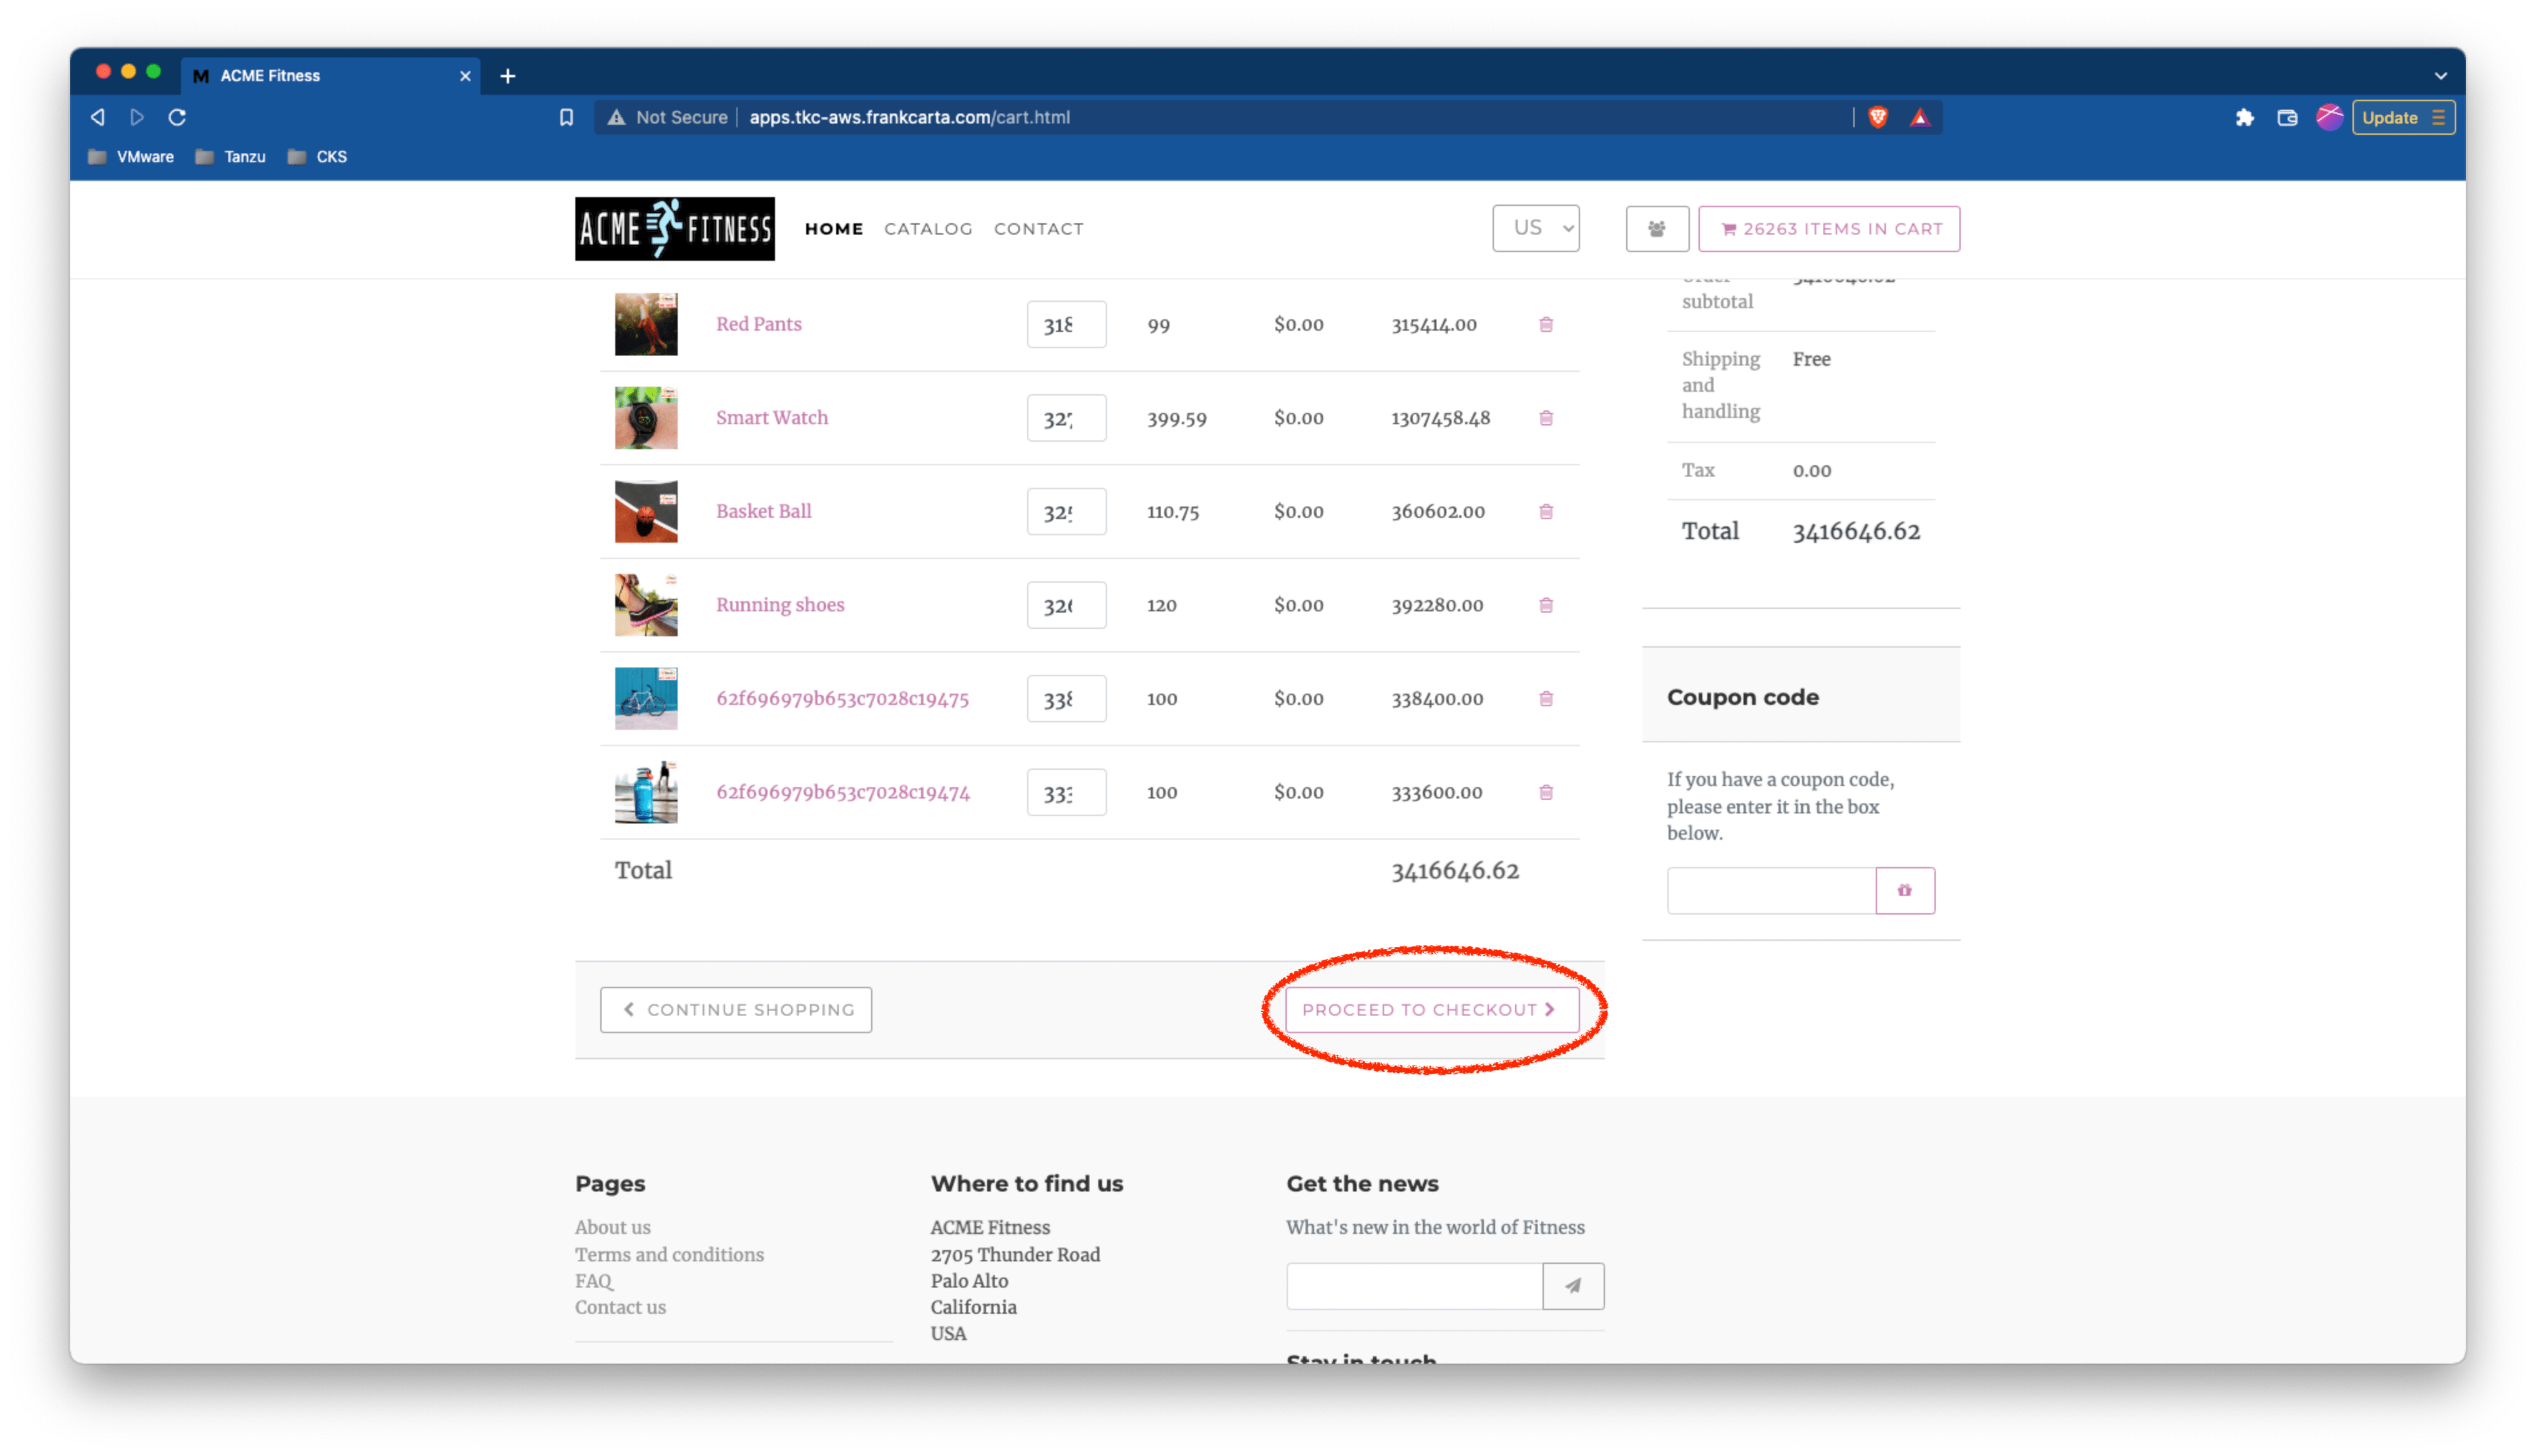 ACME Fitness
Not Secure
apps.tkc-aws.frankcarta.com/cart.html
Update
VMware Tanzu CKS
ACME FITNESS
HOME CATALOG CONTACT
US
26263 ITEMS IN CART
Red Pants 318 99 $0.00 315414.00
Smart Watch 327 399.59 $0.00 1307458.48
Basket Ball 325 110.75 $0.00 360602.00
Running shoes 326 120 $0.00 392280.00
62f696979b653c7028c19475 338 100 $0.00 338400.00
62f696979b653c7028c19474 333 100 $0.00 333600.00
Total 3416646.62
CONTINUE SHOPPING
PROCEED TO CHECKOUT
subtotal
Shipping Free
and
handling
Tax 0.00
Total 3416646.62
Coupon code
If you have a coupon code,
please enter it in the box
below.
Pages
About us
Terms and conditions
FAQ
Contact us
Where to find us
ACME Fitness
2705 Thunder Road
Palo Alto
California
USA
Get the news
What's new in the world of Fitness
Stay in touch